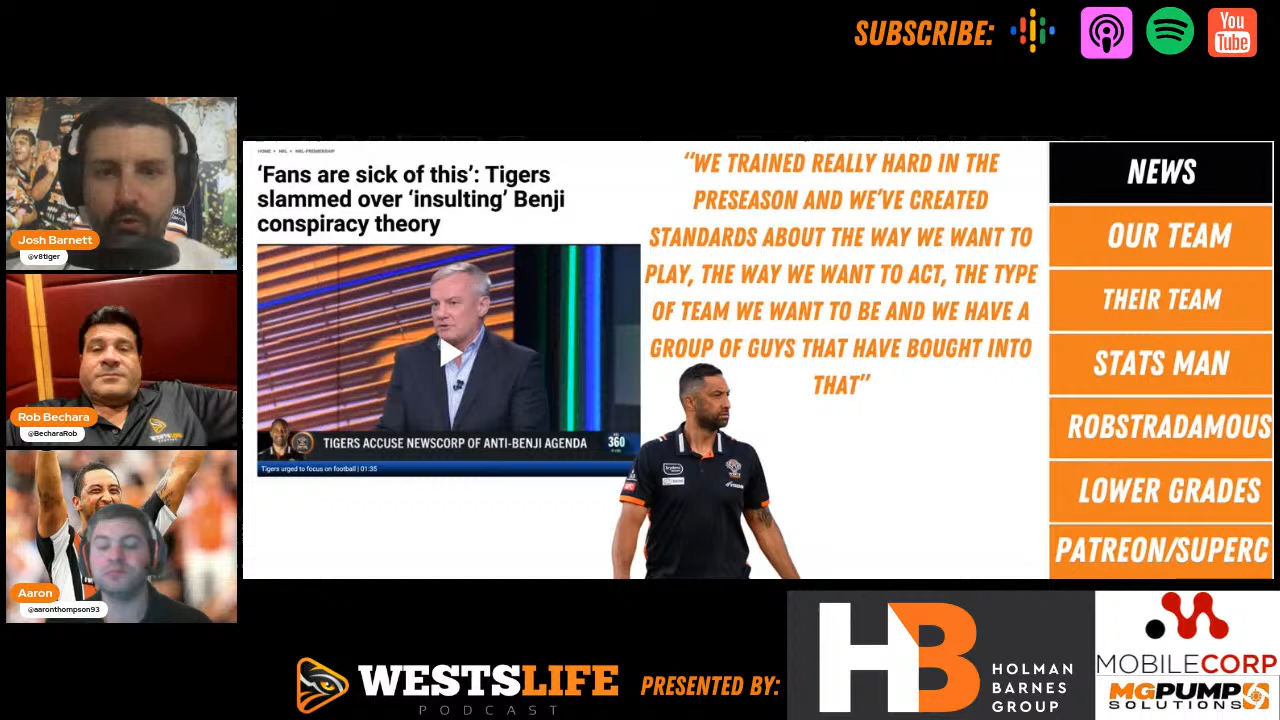 SUBSCRIBE:
You
Tube
HOME > NRL > NRL-PREMIERSHIP
‘Fans are sick of this’: Tigers
slammed over ‘insulting’ Benji
conspiracy theory
TIGERS ACCUSE NEWSCORP OF ANTI-BENJI AGENDA
360
Tigers urged to focus on football | 01:35
“WE TRAINED REALLY HARD IN THE
PRESEASON AND WE’VE CREATED
STANDARDS ABOUT THE WAY WE WANT TO
PLAY, THE WAY WE WANT TO ACT, THE TYPE
OF TEAM WE WANT TO BE AND WE HAVE A
GROUP OF GUYS THAT HAVE BOUGHT INTO
THAT”
NEWS
OUR TEAM
THEIR TEAM
STATS MAN
ROBSTRADAMOUS
LOWER GRADES
PATREON/SUPERC
Josh Barnett
@v8tiger
Rob Bechara
@BecharaRob
WESTSLIFE
Aaron
@aaronthompson93
WESTSLIFE
PODCAST
PRESENTED BY:
HB
HOLMAN
BARNES
GROUP
MOBILECORP
MGPUMP
SOLUTIONS